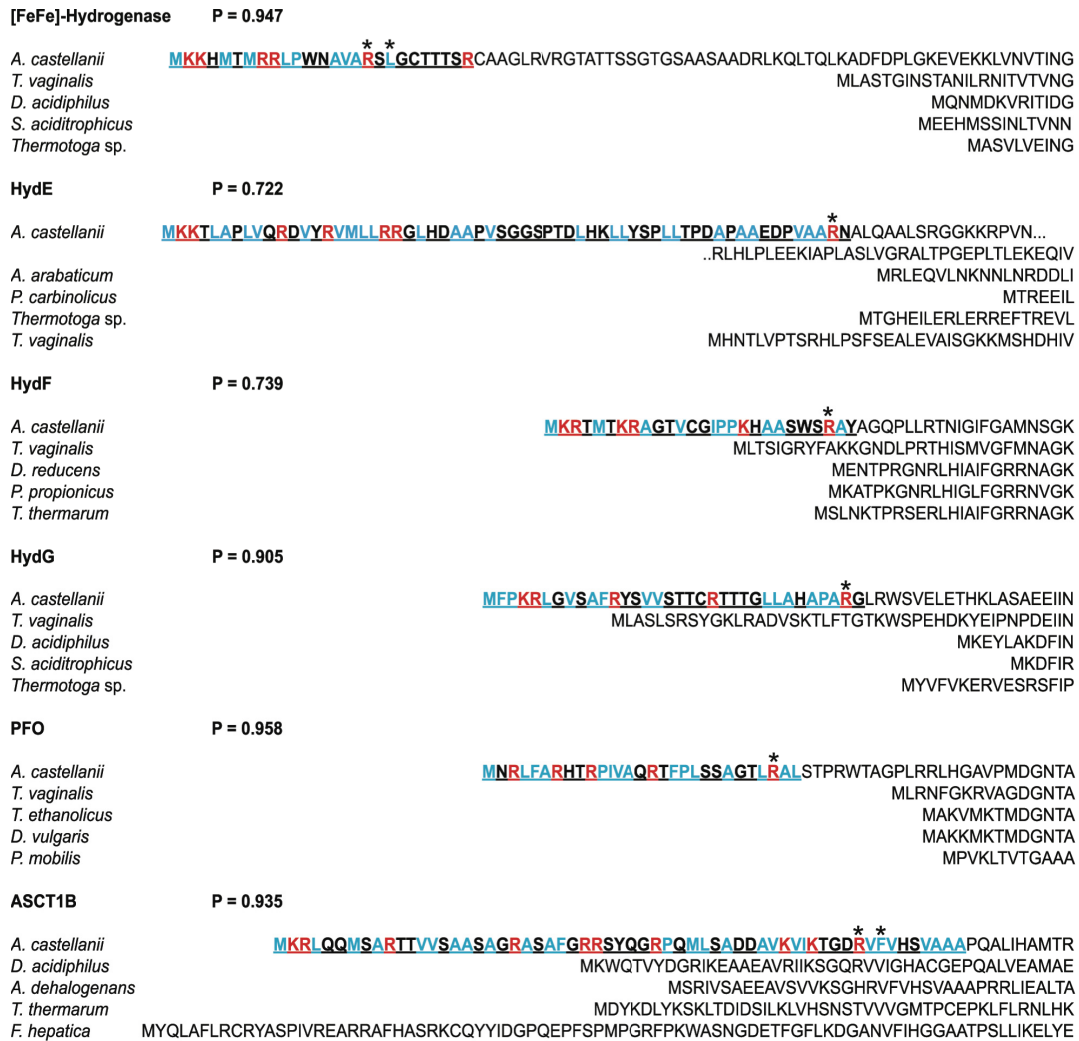 [FeFe]-Hydrogenase P = 0.947
* *
A. castellanii MKKHMTMRRLPWNAVARSLGCTTTSRCAAGLRVRGTATTSSGTGSAASAADRLKQLTQLKADFDPLGKEVEKKLVNVTING
T. vaginalis MLASTGINSTANILRNITVTVNG
D. acidiphilus MQNMDKVRITIDG
S. aciditrophicus MEEHMSSINLTVNN
Thermotoga sp. MASVLVEING
HydE P = 0.722
*
A. castellanii MKKTLAPLVQRDVYRVMLLRRGLHDAAPVSGGSPTDLHKLLYSPLLTPDAPAAEDPVAARNALQAALSRGGKKRPVN...
..RLHLPLEEKIAPLASLVGRALTPGEPLTLEKEQIV
A. arabaticum MRLEQVLNKNNLNRDDLI
P. carbinolicus MTREEIL
Thermotoga sp. MTGHEILERLERREFTREVL
T. vaginalis MHNTLVPTSRHLPSFSEALEVAISGKKMSHDHIV
HydF P = 0.739
*
A. castellanii MKRTMTKRAGTVCGIPPKHAASWSRAYAGQPLLRTNIGIFGAMNSGK
T. vaginalis MLTSIGRYFAKKGNDLPRTHISMVGFMNAGK
D. reducens MENTPRGNRLHIAIFGRRNAGK
P. propionicus MKATPKGNRLHIGLFGRRNVGK
T. thermarum MSLNKTPRSERLHIAIFGRRNAGK
HydG P = 0.905
*
A. castellanii MFPKRLGVSAFRYSVVSTTCRTTTGLLAHAPARGLRWSVELETHKLASAEEIIN
T. vaginalis MLASLSRSYGKLRADVSKTLFTGTKWSPEHDKYEIPNPDEIIN
D. acidiphilus MKEYLAKDFIN
S. aciditrophicus MKDFIR
Thermotoga sp. MYVFVKERVESRSFIP
PFO P = 0.958
*
A. castellanii MNRLFARHTRPIVAQRTFPLSSAGTLRALSTPRWTAGPLRRLHGAVPMDGNTA
T. vaginalis MLRNFGKRVAGDGNTA
T. ethanolicus MAKVMKTMDGNTA
D. vulgaris MAKKMKTMDGNTA
P. mobilis MPVKLTVTGAAA
ASCT1B P = 0.935
* *
A. castellanii MKRLQQMSARTTVVSAASAGRASAFGRRSYQGRPQMLSADDAVKVIKTGDRVFVHSVAAAPQALIHAMTR
D. acidiphilus MKWQTVYDGRIKEAAEAVRIIKSGQRVVIGHACGEPQALVEAMAE
A. dehalogenans MSRIVSAEEAVSVVKSGHRVFVHSVAAAPRRLIEALTA
T. thermarum MDYKDLYKSKLTDIDSILKLVHSNSTVVVGMTPCEPKLFLRNLHK
F. hepatica MYQLAFLRCRYASPIVREARRAFHASRKCQYYIDGPQEPFSPMPGRFPKWASNGDETFGFLKDGANVFIHGGAATPSLLIKELYE